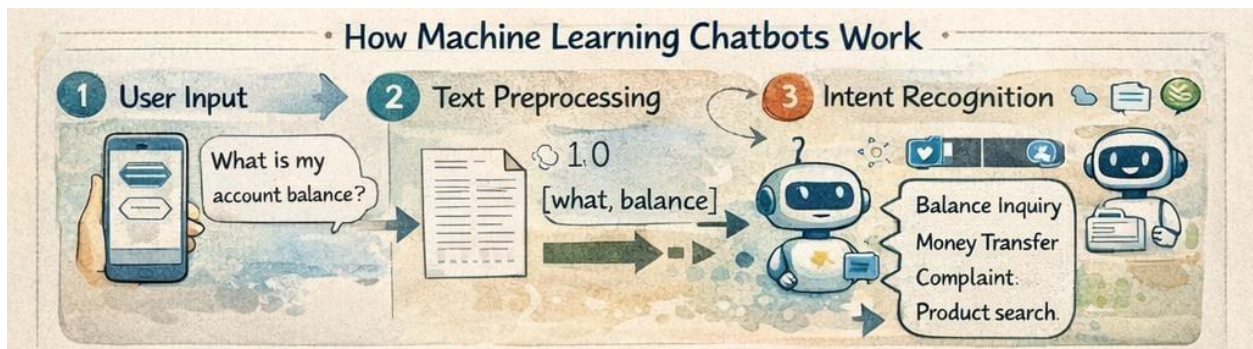 How Machine Learning Chatbots Work
1 User Input
What is my
account balance?
2 Text Preprocessing
1.0
[what, balance]
3 Intent Recognition
Balance Inquiry
Money Transfer
Complaint:
Product search.